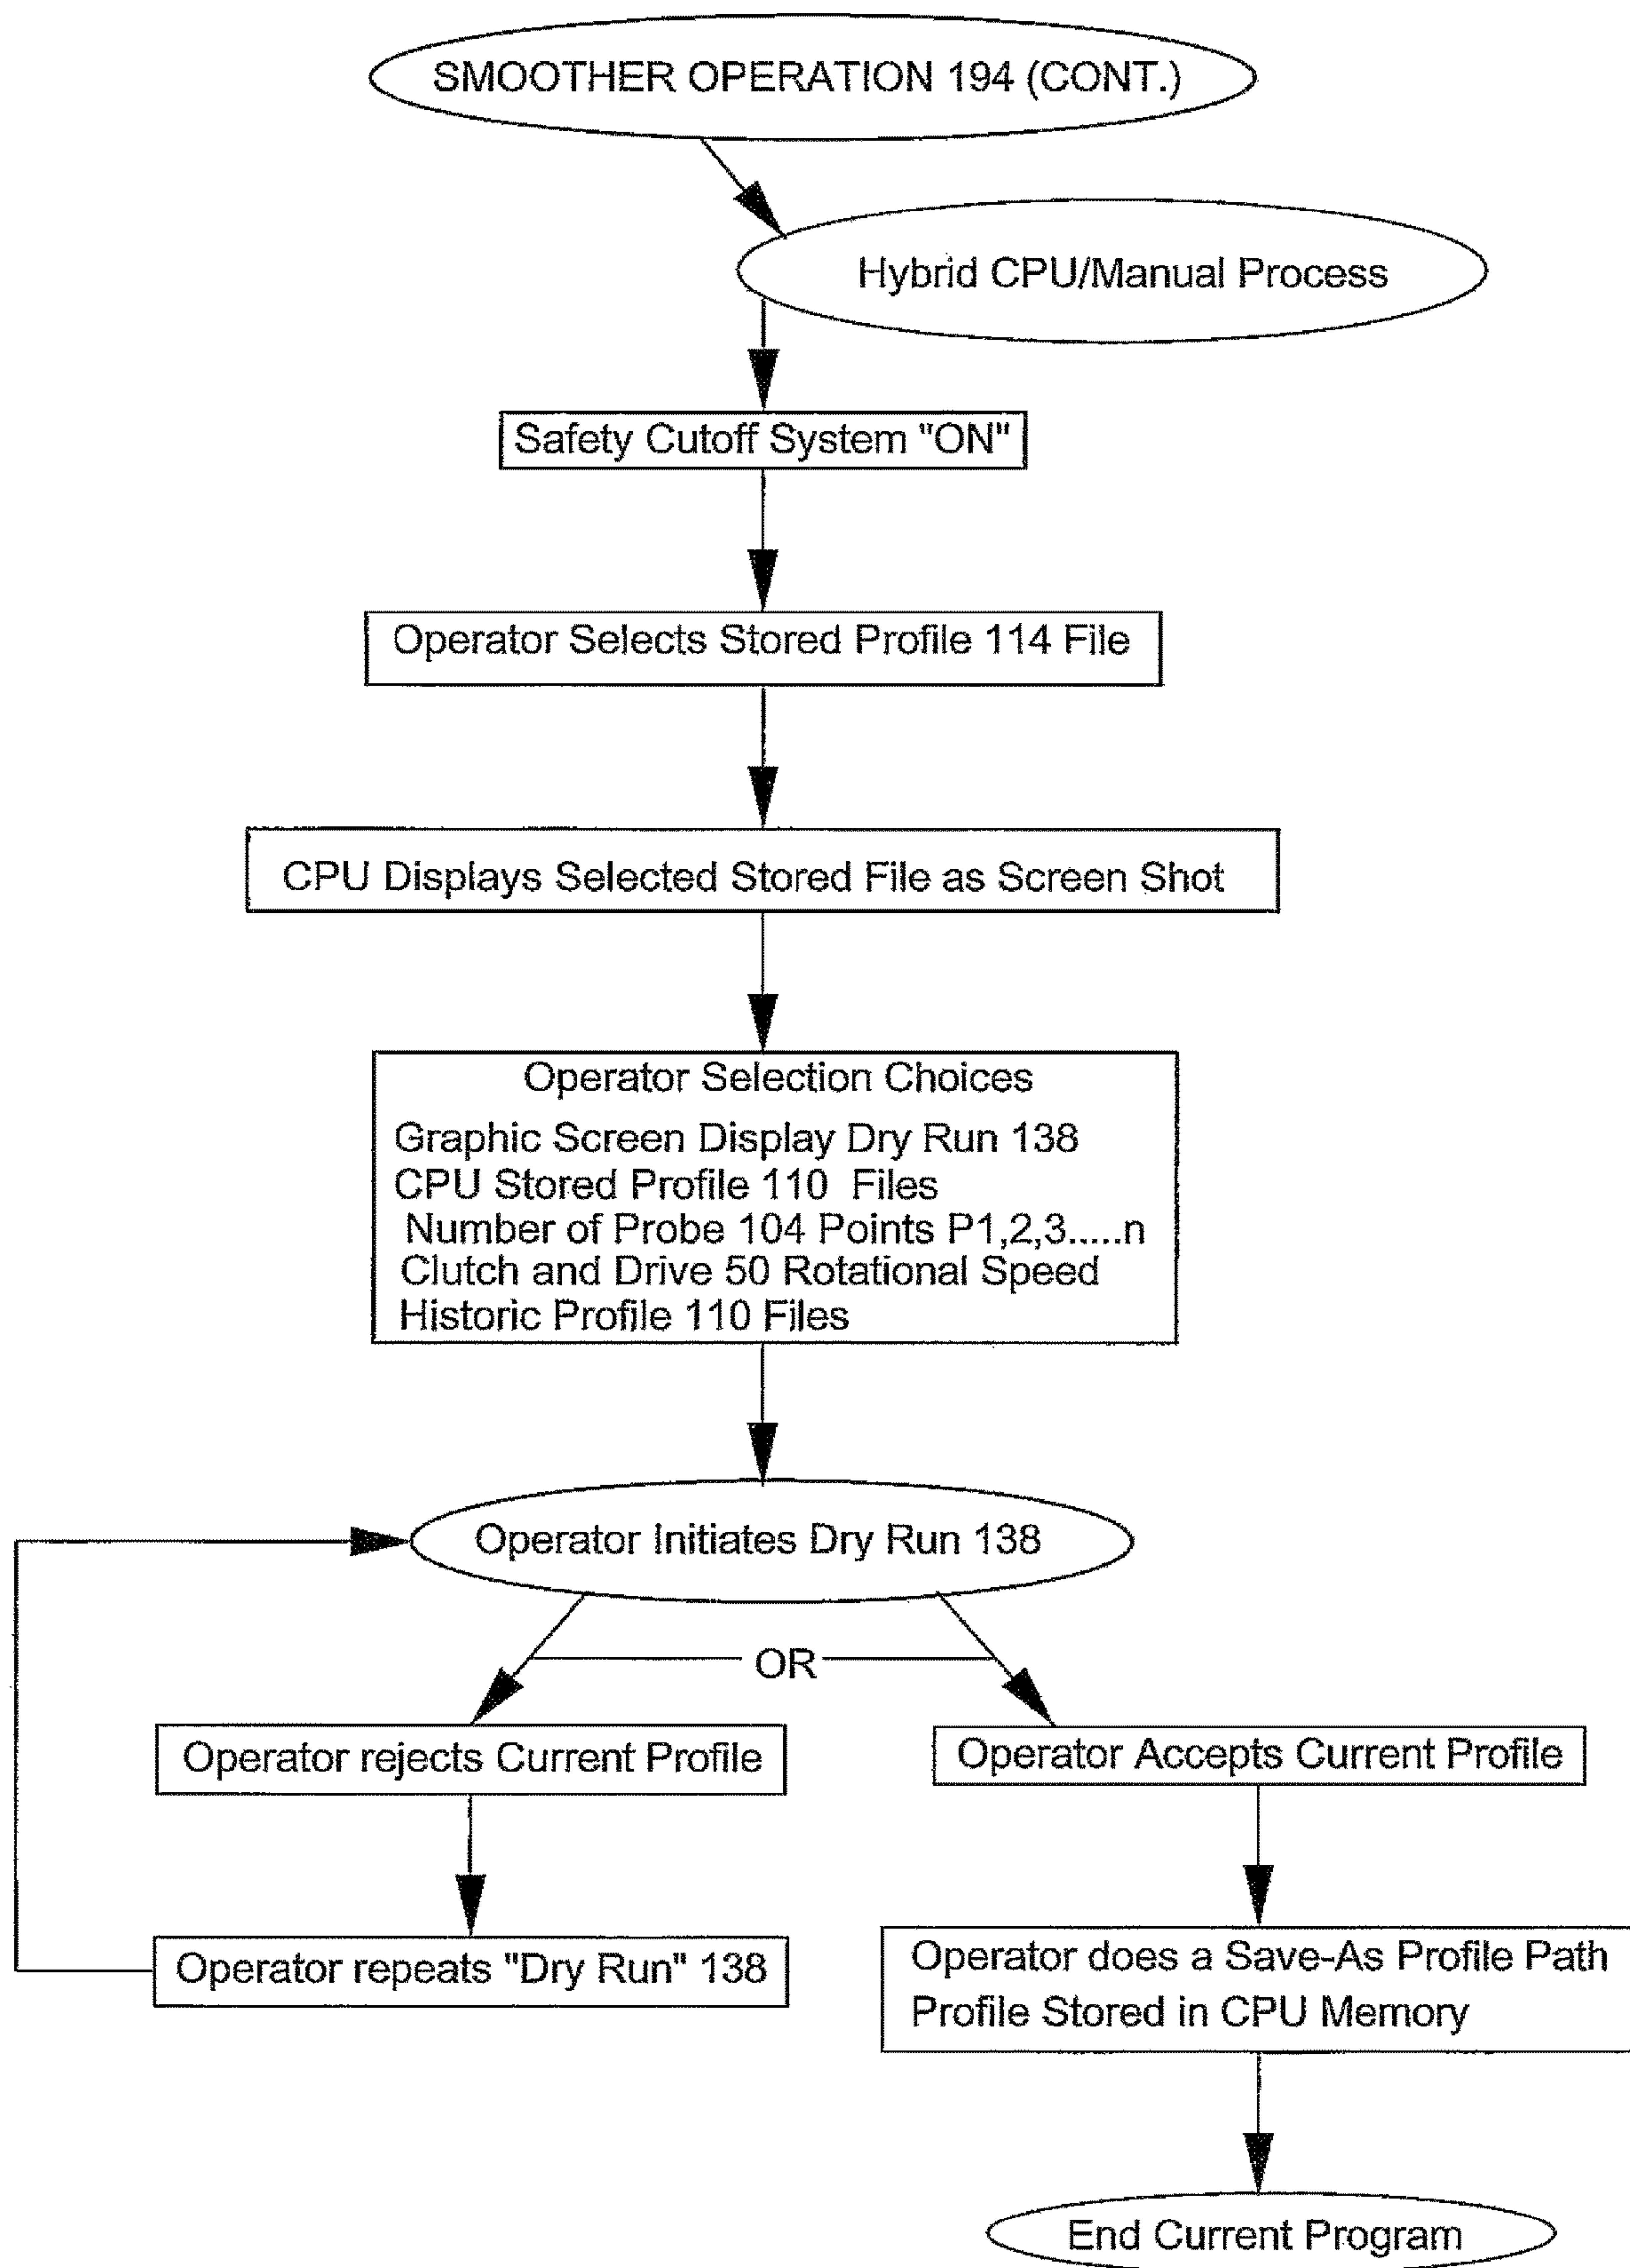 SMOOTHER OPERATION 194 (CONT.)
Hybrid CPU/Manual Process
Safety Cutoff System "ON"
Operator Selects Stored Profile 114 File
CPU Displays Selected Stored File as Screen Shot
Operator Selection Choices
Graphic Screen Display Dry Run 138
CPU Stored Profile 110 Files
Number of Probe 104 Points P1,2,3.....n
Clutch and Drive 50 Rotational Speed
Historic Profile 110 Files
Operator Initiates Dry Run 138
OR
Operator rejects Current Profile
Operator Accepts Current Profile
Operator repeats "Dry Run" 138
Operator does a Save-As Profile Path
Profile Stored in CPU Memory
End Current Program